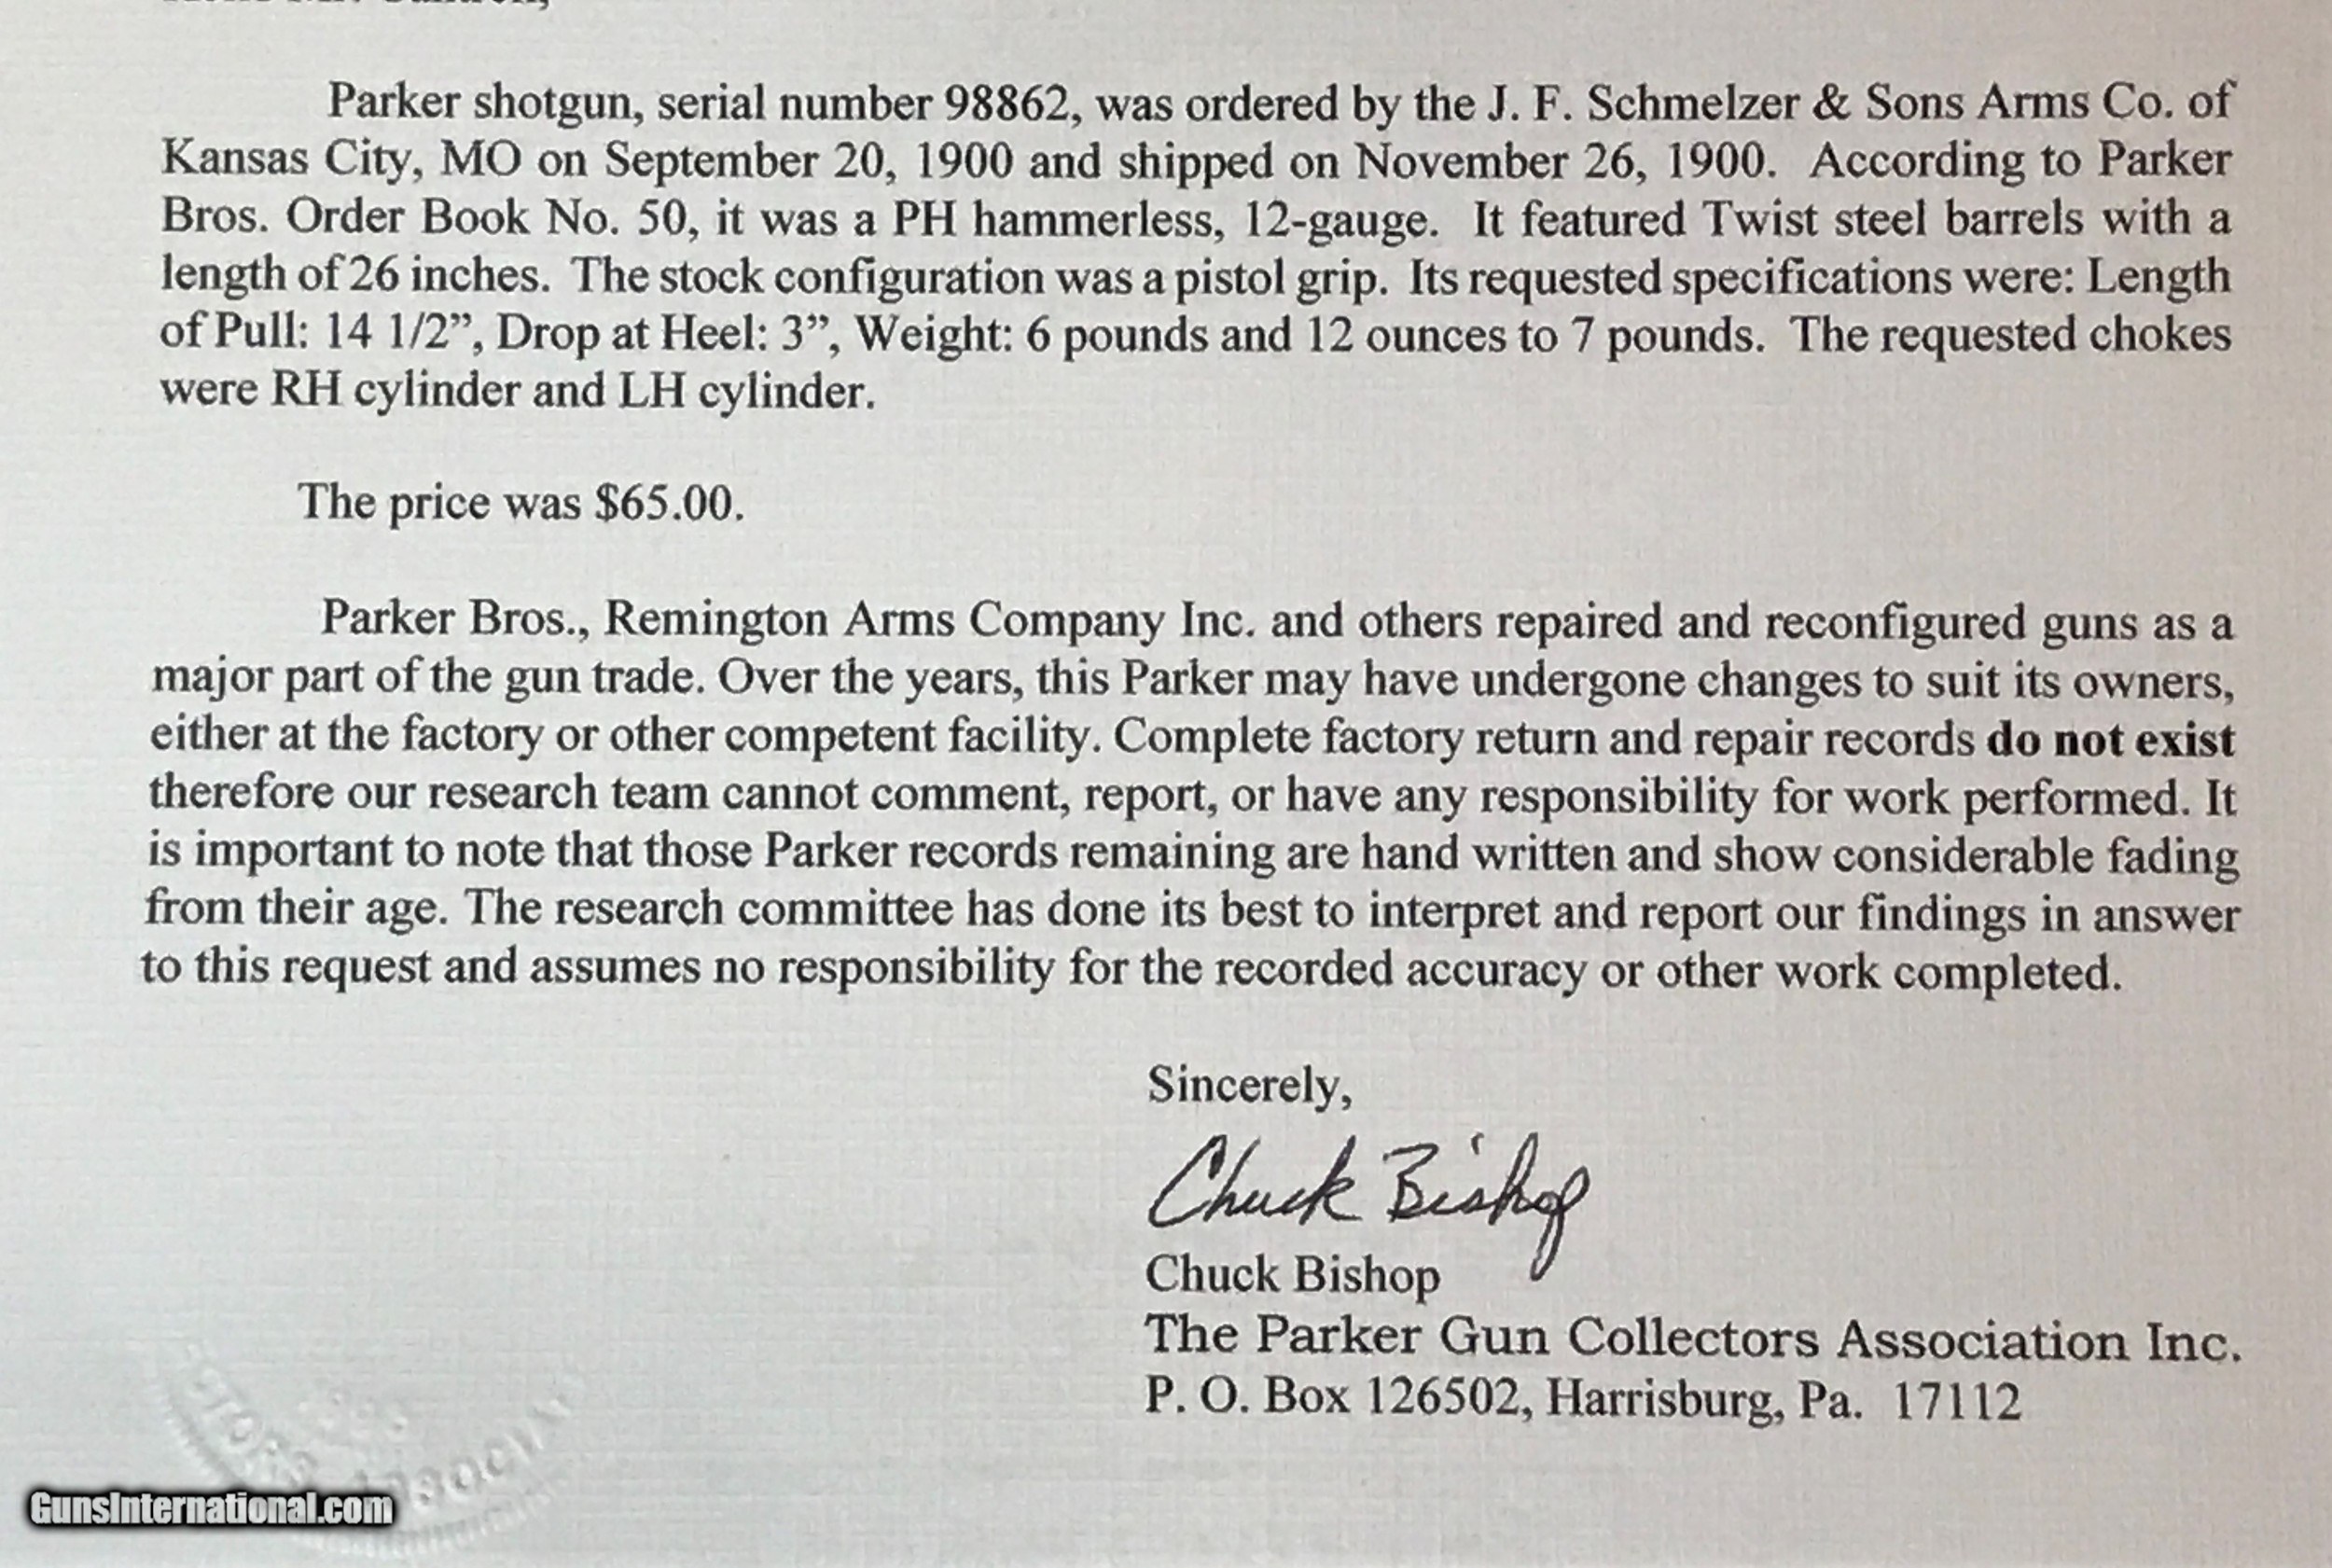 Parker shotgun, serial number 98862, was ordered by the J. F. Schmelzer & Sons Arms Co. of
Kansas City, MO on September 20, 1900 and shipped on November 26, 1900. According to Parker
Bros. Order Book No. 50, it was a PH hammerless, 12-gauge. It featured Twist steel barrels with a
length of 26 inches. The stock configuration was a pistol grip. Its requested specifications were: Length
of Pull: 14 1/2”, Drop at Heel: 3”, Weight: 6 pounds and 12 ounces to 7 pounds. The requested chokes
were RH cylinder and LH cylinder.
The price was $65.00.
Parker Bros., Remington Arms Company Inc. and others repaired and reconfigured guns as a
major part of the gun trade. Over the years, this Parker may have undergone changes to suit its owners,
either at the factory or other competent facility. Complete factory return and repair records do not exist
therefore our research team cannot comment, report, or have any responsibility for work performed. It
is important to note that those Parker records remaining are hand written and show considerable fading
from their age. The research committee has done its best to interpret and report our findings in answer
to this request and assumes no responsibility for the recorded accuracy or other work completed.
Sincerely,
Chuck Bishop
Chuck Bishop
The Parker Gun Collectors Association Inc.
P. O. Box 126502, Harrisburg, Pa. 17112
GunsInternational.com